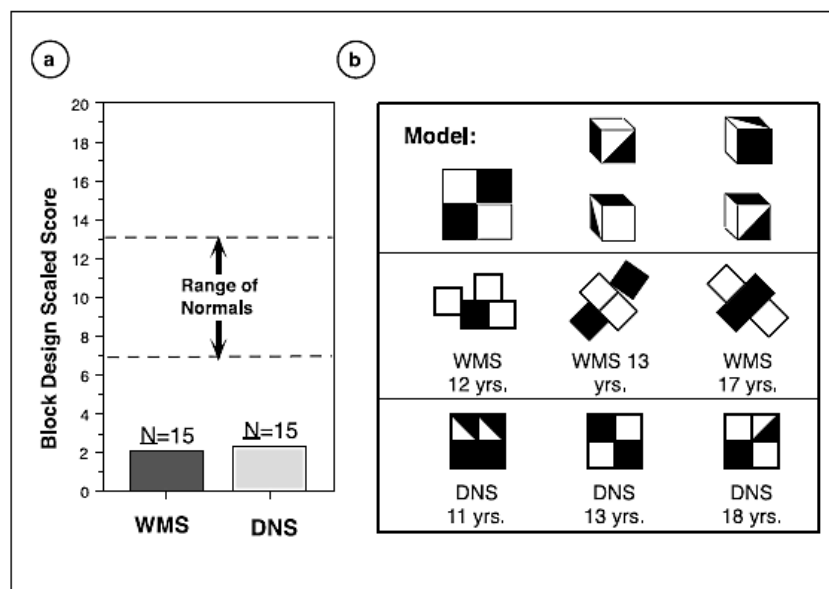 a
b
20
18
16
14
12
10
8
6
4
2
0
Block Design Scaled Score
Range of
Normals
N=15
N=15
WMS
DNS
Model:
WMS
12 yrs.
WMS 13
yrs.
WMS
17 yrs.
DNS
11 yrs.
DNS
13 yrs.
DNS
18 yrs.